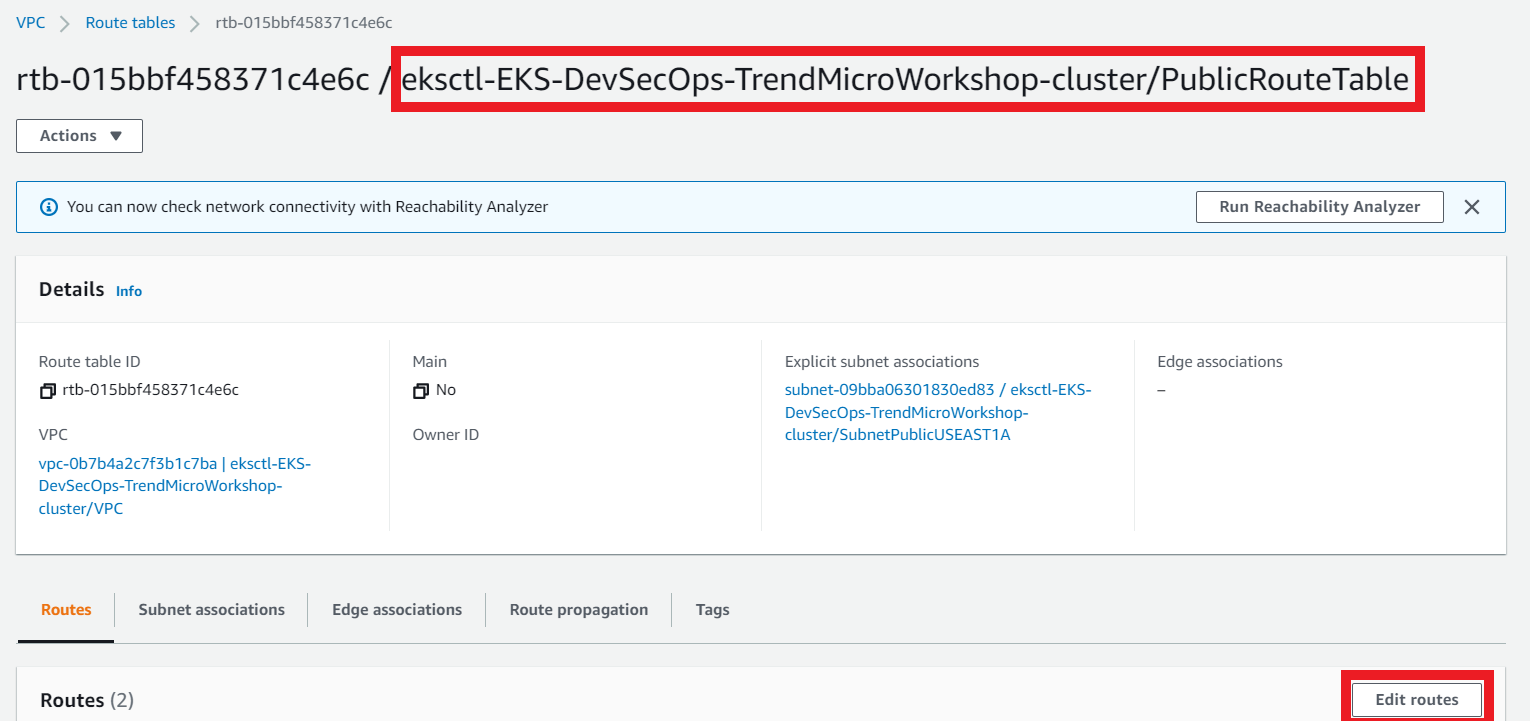 VPC > Route tables > rtb-015bbf458371c4e6c
rtb-015bbf458371c4e6c / eksctl-EKS-DevSecOps-TrendMicroWorkshop-cluster/PublicRouteTable
Actions ▼
You can now check network connectivity with Reachability Analyzer
Run Reachability Analyzer
Details Info
Route table ID
rtb-015bbf458371c4e6c
VPC
vpc-0b7b4a2c7f3b1c7ba | eksctl-EKS-
DevSecOps-TrendMicroWorkshop-
cluster/VPC
Main
No
Owner ID
Explicit subnet associations
subnet-09bba06301830ed83 / eksctl-EKS-
DevSecOps-TrendMicroWorkshop-
cluster/SubnetPublicUSEAST1A
Edge associations
–
Routes
Subnet associations
Edge associations
Route propagation
Tags
Routes (2)
Edit routes